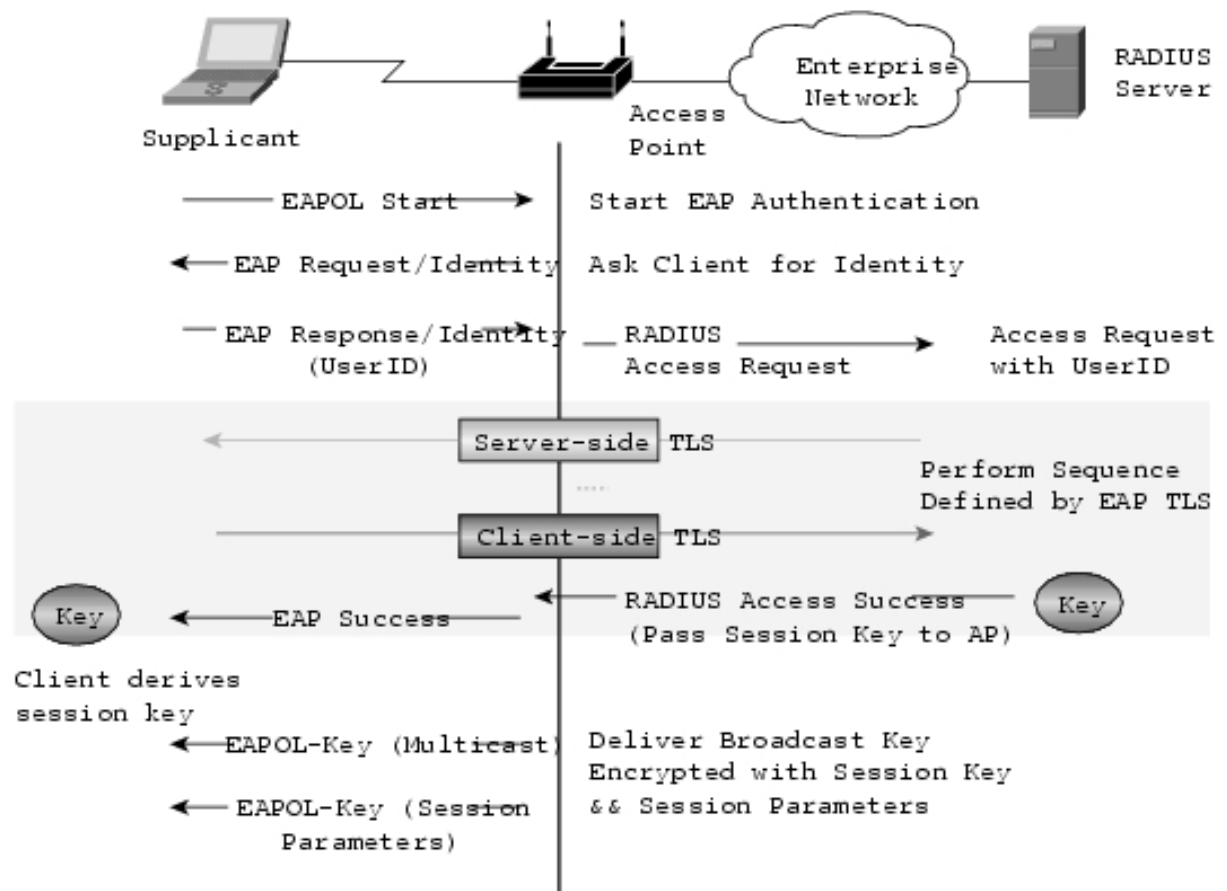 Enterprise
Network
RADIUS
Server
Supplicant
Access
Point
EAPOL Start
Start EAP Authentication
EAP Request/Identity
Ask Client for Identity
EAP Response/Identity
(UserID)
RADIUS
Access Request
Access Request
with UserID
Server-side TLS
.....
Perform Sequence
Defined by EAP TLS
Client-side TLS
Key
EAP Success
RADIUS Access Success
(Pass Session Key to AP)
Key
Client derives
session key
EAPOL-Key (Multicast)
Deliver Broadcast Key
Encrypted with Session Key
&& Session Parameters
EAPOL-Key (Session
Parameters)